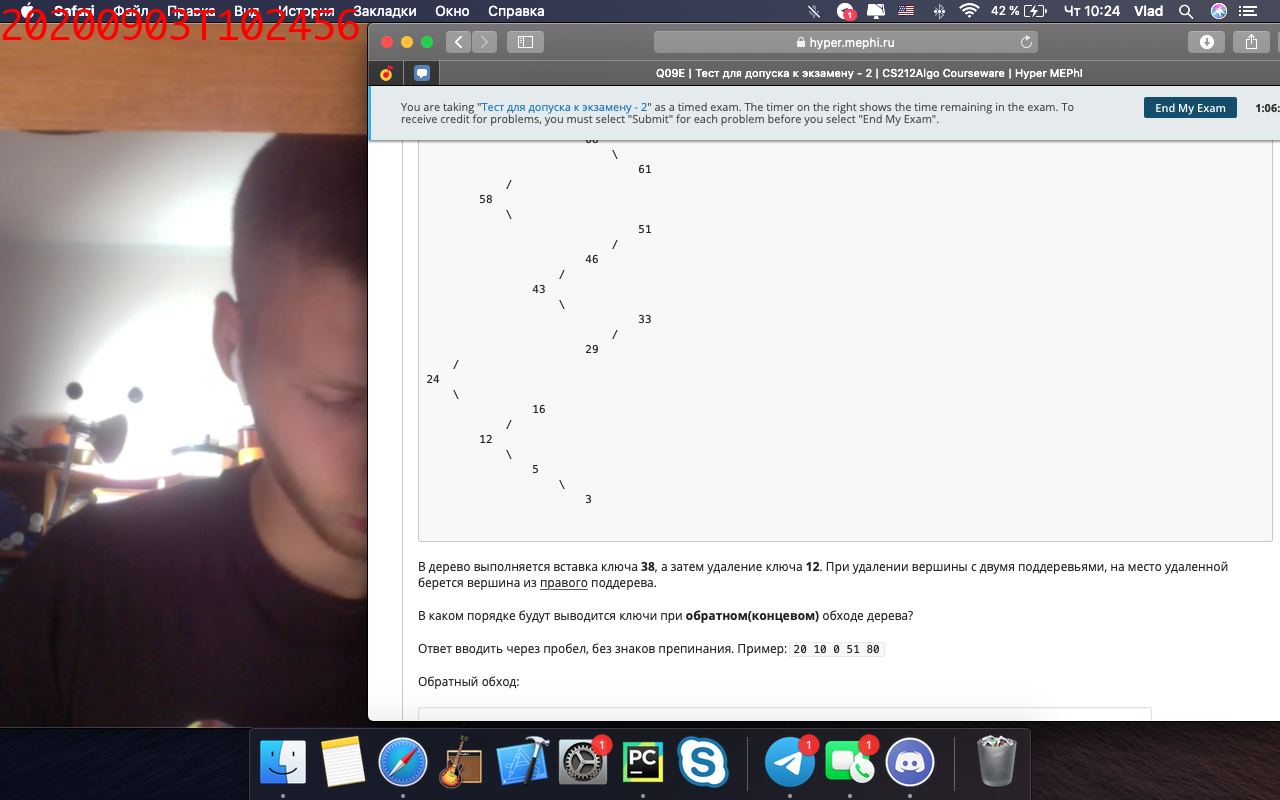 20200903T102456
Safari Файл Правка Вид История Закладки Окно Справка 1 42 % Чт 10:24 Vlad
hyper.mephi.ru
Q09E | Тест для допуска к экзамену - 2 | CS212Algo Courseware | Hyper MEPhI
You are taking "Тест для допуска к экзамену - 2" as a timed exam. The timer on the right shows the time remaining in the exam. To
receive credit for problems, you must select "Submit" for each problem before you select "End My Exam".
End My Exam
1:06:
\
61
/
58
\
51
/
46
/
43
\
33
/
29
/
24
\
16
/
12
\
5
\
3
В дерево выполняется вставка ключа 38, а затем удаление ключа 12. При удалении вершины с двумя поддеревьями, на место удаленной
берется вершина из правого поддерева.
В каком порядке будут выводится ключи при обратном(концевом) обходе дерева?
Ответ вводить через пробел, без знаков препинания. Пример: 20 10 0 51 80
Обратный обход:
1 PC 1 1